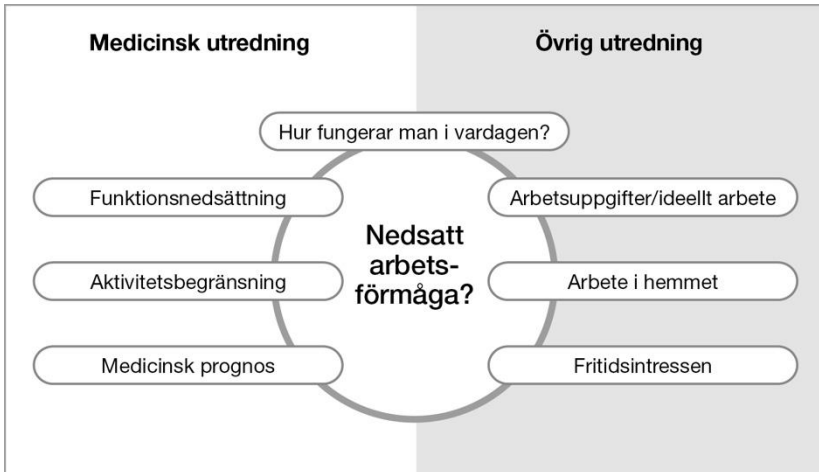 Medicinsk utredning
Övrig utredning
Hur fungerar man i vardagen?
Funktionsnedsättning
Arbetsuppgifter/ideellt arbete
Nedsatt
arbets-
förmåga?
Aktivitetsbegränsning
Arbete i hemmet
Medicinsk prognos
Fritidsintressen